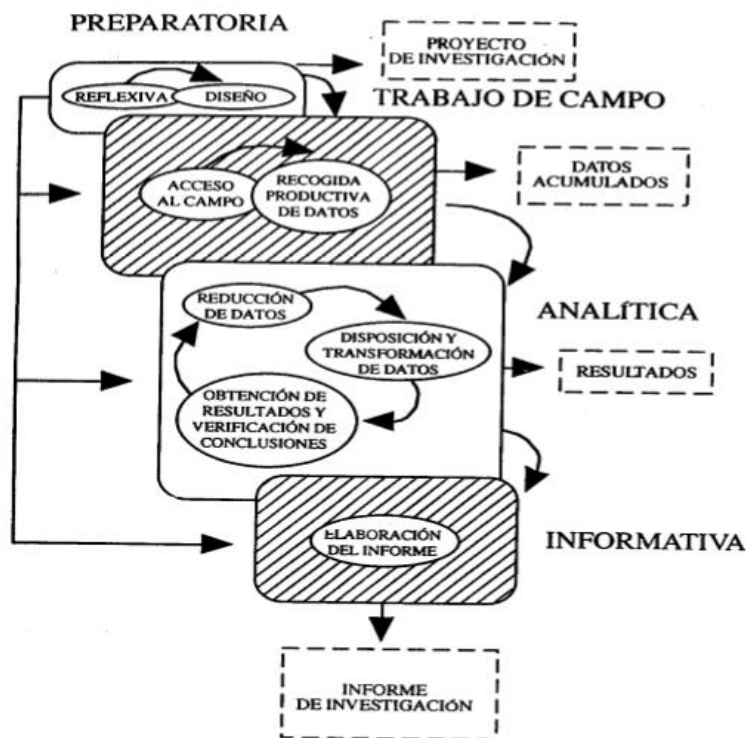 PREPARATORIA
PROYECTO
DE INVESTIGACIÓN
REFLEXIVA
DISEÑO
TRABAJO DE CAMPO
ACCESO
AL CAMPO
RECOGIDA
PRODUCTIVA
DE DATOS
DATOS
ACUMULADOS
REDUCCIÓN
DE DATOS
ANALÍTICA
DISPOSICIÓN Y
TRANSFORMACIÓN
DE DATOS
RESULTADOS
OBTENCIÓN DE
RESULTADOS Y
VERIFICACIÓN DE
CONCLUSIONES
ELABORACIÓN
DEL INFORME
INFORMATIVA
INFORME
DE INVESTIGACIÓN